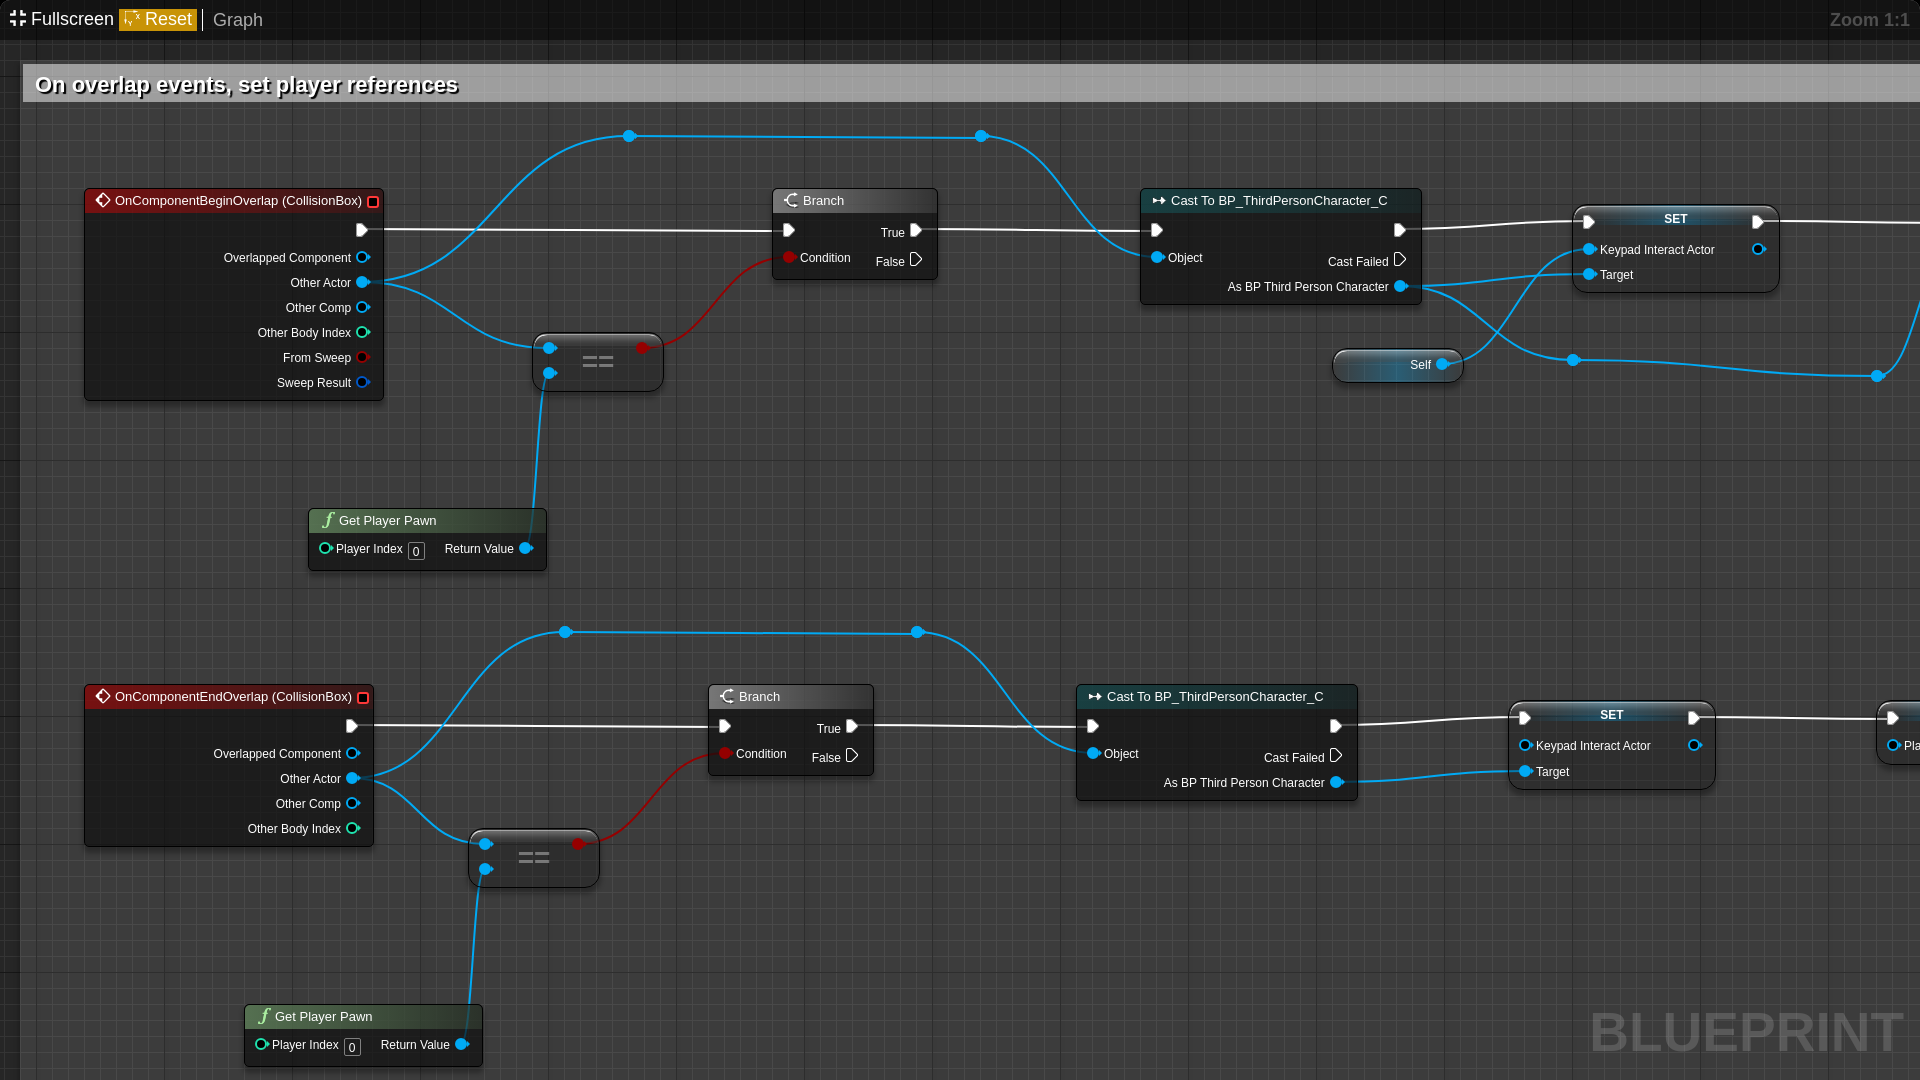 Fullscreen Reset Graph Zoom 1:1
On overlap events, set player references
OnComponentBeginOverlap (CollisionBox)
Overlapped Component
Other Actor
Other Comp
Other Body Index
From Sweep
Sweep Result
==
Branch
True
Condition
False
Cast To BP_ThirdPersonCharacter_C
Object
Cast Failed
As BP Third Person Character
SET
Keypad Interact Actor
Target
Self
Get Player Pawn
Player Index 0 Return Value
OnComponentEndOverlap (CollisionBox)
Overlapped Component
Other Actor
Other Comp
Other Body Index
==
Branch
True
Condition
False
Cast To BP_ThirdPersonCharacter_C
Object
Cast Failed
As BP Third Person Character
SET
Keypad Interact Actor
Target
Pla
Get Player Pawn
Player Index 0 Return Value
BLUEPRINT